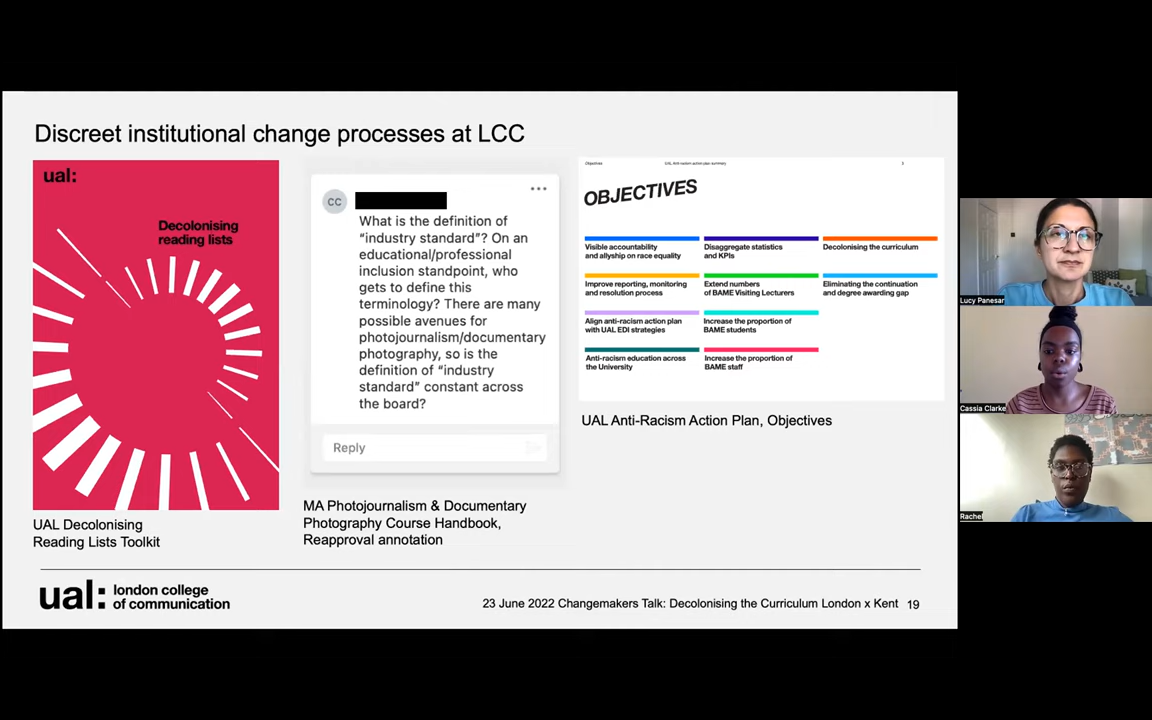 Discreet institutional change processes at LCC
ual:
Decolonising
reading lists
UAL Decolonising
Reading Lists Toolkit
CC
What is the definition of
“industry standard”? On an
educational/professional
inclusion standpoint, who
gets to define this
terminology? There are many
possible avenues for
photojournalism/documentary
photography, so is the
definition of “industry
standard” constant across
the board?
Reply
MA Photojournalism & Documentary
Photography Course Handbook,
Reapproval annotation
Objectives
UAL Anti-racism action plan summary
OBJECTIVES
Visible accountability
and allyship on race equality
Disaggregate statistics
and KPIs
Decolonising the curriculum
Improve reporting, monitoring
and resolution process
Extend numbers
of BAME Visiting Lecturers
Eliminating the continuation
and degree awarding gap
Align anti-racism action plan
with UAL EDI strategies
Increase the proportion of
BAME students
Anti-racism education across
the University
Increase the proportion of
BAME staff
UAL Anti-Racism Action Plan, Objectives
ual: london college
of communication
23 June 2022 Changemakers Talk: Decolonising the Curriculum London x Kent 19
Lucy Panesar
Cassia Clarke
Rachel